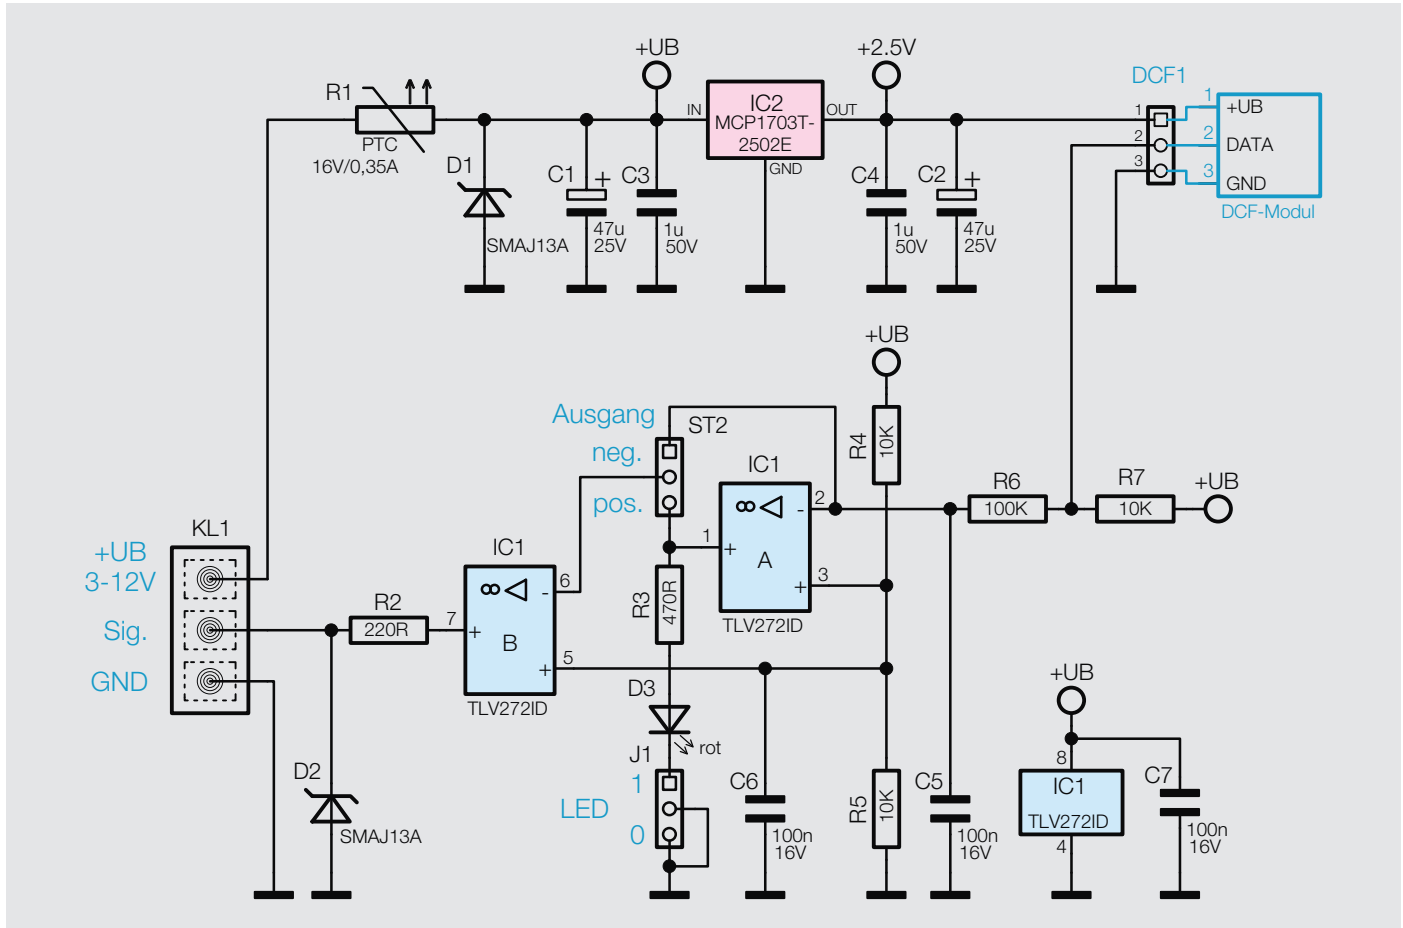 +UB
+2.5V
DCF1
R1
PTC
16V/0,35A
D1
SMAJ13A
C1
+
47u
25V
C3
1u
50V
IN
IC2
MCP1703T-
2502E
OUT
GND
C4
1u
50V
C2
+
47u
25V
1
2
3
1
2
3
+UB
DATA
GND
DCF-Modul
+UB
R4
10K
Ausgang
neg.
pos.
ST2
IC1
8
-
2
1
+
A
+
3
TLV272ID
R6
100K
R7
10K
+UB
KL1
+UB
3-12V
Sig.
GND
R2
220R
IC1
8
-
6
7
+
B
+
5
TLV272ID
R3
470R
D3
rot
J1
1
LED
0
D2
SMAJ13A
C6
100n
16V
R5
10K
C5
100n
16V
+UB
8
IC1
TLV272ID
4
C7
100n
16V